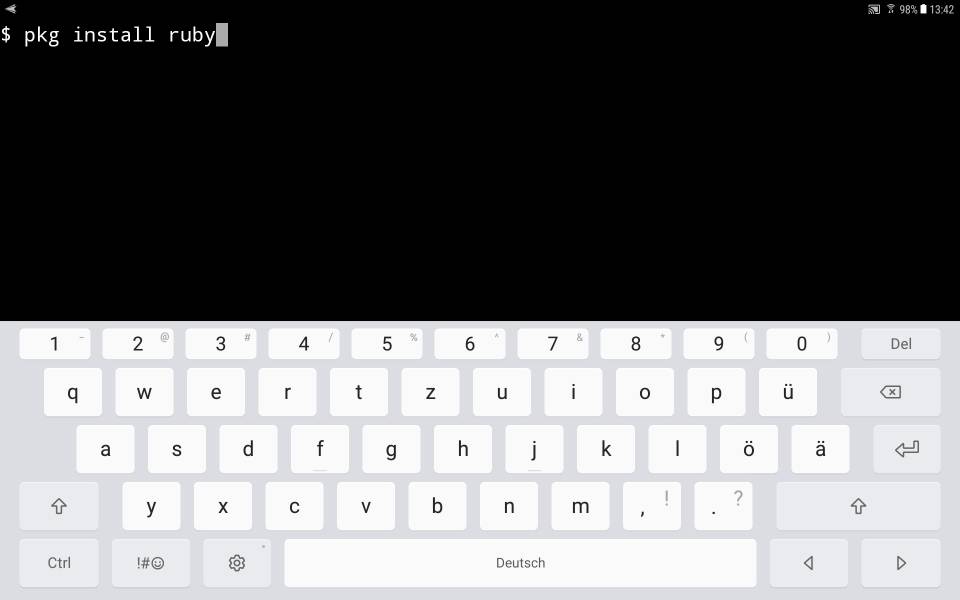 98% 13:42
$ pkg install ruby
1 – 2 @ 3 # 4 / 5 % 6 ^ 7 & 8 * 9 ( 0 ) Del
q w e r t z u i o p ü
a s d f g h j k l ö ä
y x c v b n m , ! . ?
Ctrl !#☺ Deutsch